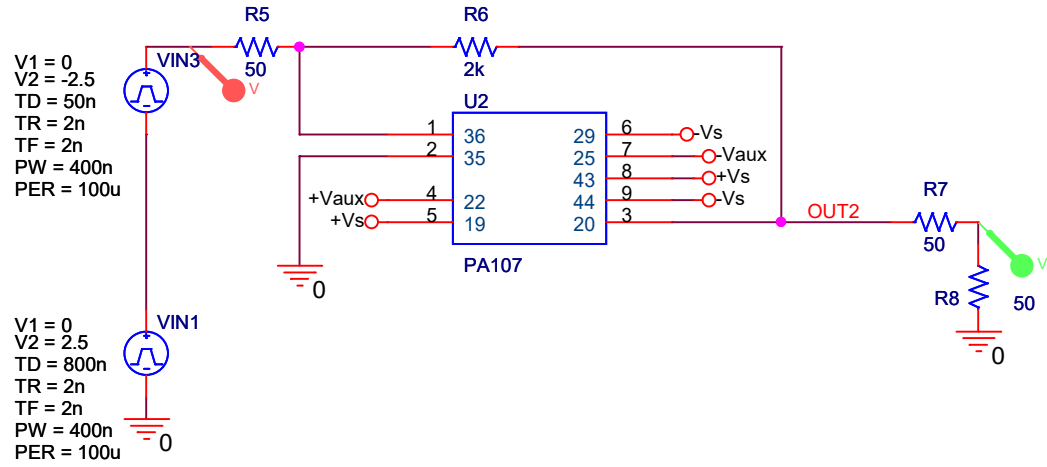 R5
50
R6
2k
V1 = 0
V2 = -2.5
TD = 50n
TR = 2n
TF = 2n
PW = 400n
PER = 100u
VIN3
+
-
V
U2
1 36
2 35
+Vaux 4 22
+Vs 5 19
29 6 -Vs
25 7 -Vaux
43 8 +Vs
44 9 -Vs
20 3
PA107
0
OUT2
R7
50
V
R8
50
0
V1 = 0
V2 = 2.5
TD = 800n
TR = 2n
TF = 2n
PW = 400n
PER = 100u
VIN1
+
-
0